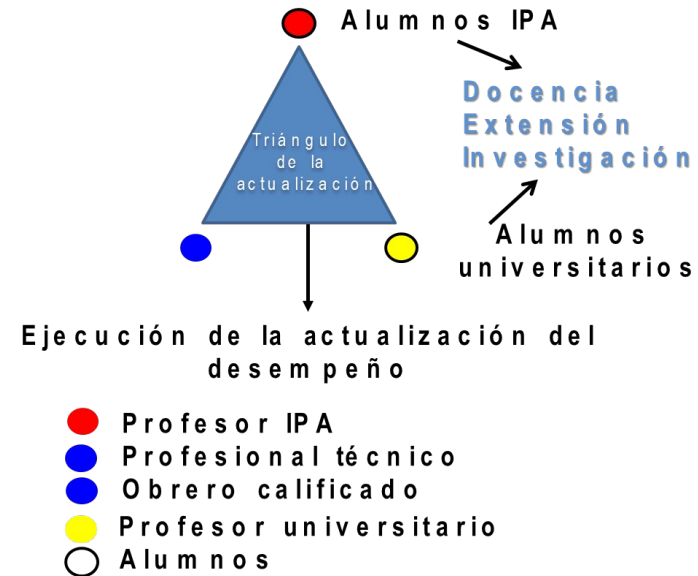 Alumnos IPA
Docencia
Extensión
Investigación
Triángulo
de la
actualización
Alumnos
universitarios
Ejecución de la actualización del
desempeño
Profesor IPA
Profesional técnico
Obrero calificado
Profesor universitario
Alumnos